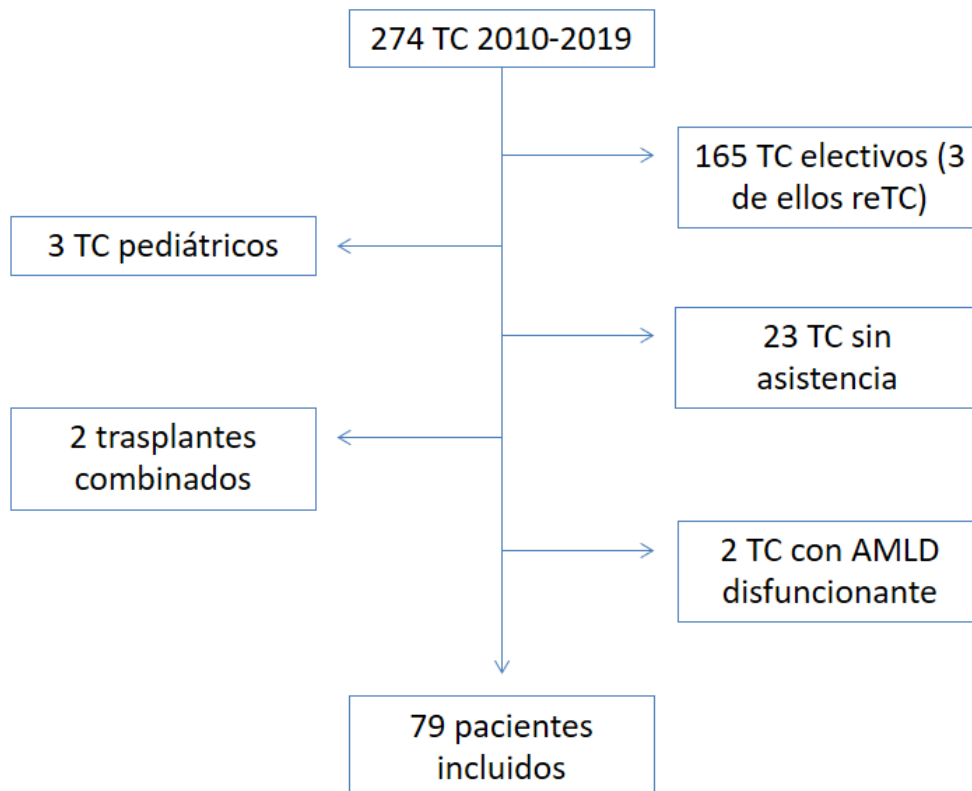 274 TC 2010-2019
165 TC electivos (3
de ellos reTC)
3 TC pediátricos
23 TC sin
asistencia
2 trasplantes
combinados
2 TC con AMLD
disfuncionante
79 pacientes
incluidos